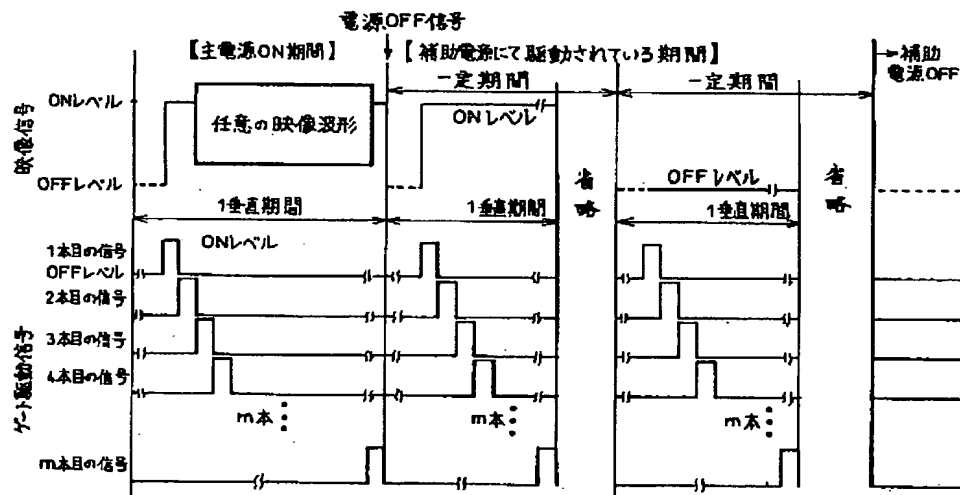 電源OFF信号
【主電源ON期間】
【補助電源にて駆動されている期間】
→補助
電源OFF
一定期間
一定期間
映像信号
ONレベル
任意の映像波形
ONレベル
OFFレベル
OFFレベル
省略
省略
1垂直期間
1垂直期間
1垂直期間
ゲート駆動信号
1本目の信号
ONレベル
OFFレベル
2本目の信号
3本目の信号
4本目の信号
m本
m本
m本
m本目の信号